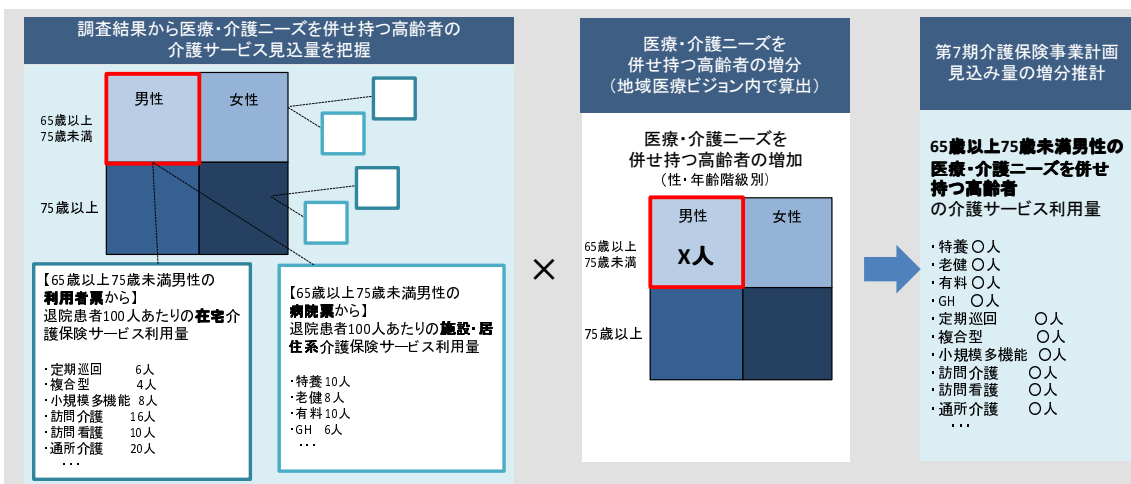 調査結果から医療・介護ニーズを併せ持つ高齢者の
介護サービス見込量を把握
男性
女性
65歳以上
75歳未満
75歳以上
【65歳以上75歳未満男性の
利用者票から】
退院患者100人あたりの在宅介
護保険サービス利用量
・定期巡回 6人
・複合型 4人
・小規模多機能 8人
・訪問介護 16人
・訪問看護 10人
・通所介護 20人
・・・
【65歳以上75歳未満男性の
病院票から】
退院患者100人あたりの施設・居
住系介護保険サービス利用量
・特養10人
・老健8人
・有料10人
・GH 6人
・・・
×
医療・介護ニーズを
併せ持つ高齢者の増分
（地域医療ビジョン内で算出）
医療・介護ニーズを
併せ持つ高齢者の増加
（性・年齢階級別）
男性
女性
65歳以上
75歳未満
X人
75歳以上
第7期介護保険事業計画
見込み量の増分推計
65歳以上75歳未満男性の
医療・介護ニーズを併せ
持つ高齢者
の介護サービス利用量
・特養〇人
・老健〇人
・有料〇人
・GH 〇人
・定期巡回 〇人
・複合型 〇人
・小規模多機能 〇人
・訪問介護 〇人
・訪問看護 〇人
・通所介護 〇人
・・・